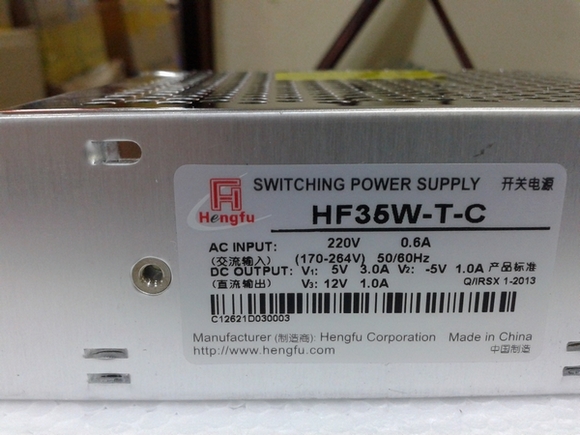 SWITCHING POWER SUPPLY 开关电源
Hengfu
HF35W-T-C
AC INPUT: 220V 0.6A
(交流输入) (170-264V) 50/60Hz
DC OUTPUT: V1: 5V 3.0A V2: -5V 1.0A 产品标准
(直流输出) V3: 12V 1.0A Q/IRSX 1-2013
C12621D030003
Manufacturer (制造商): Hengfu Corporation Made in China
http://www.hengfu.com 中国制造